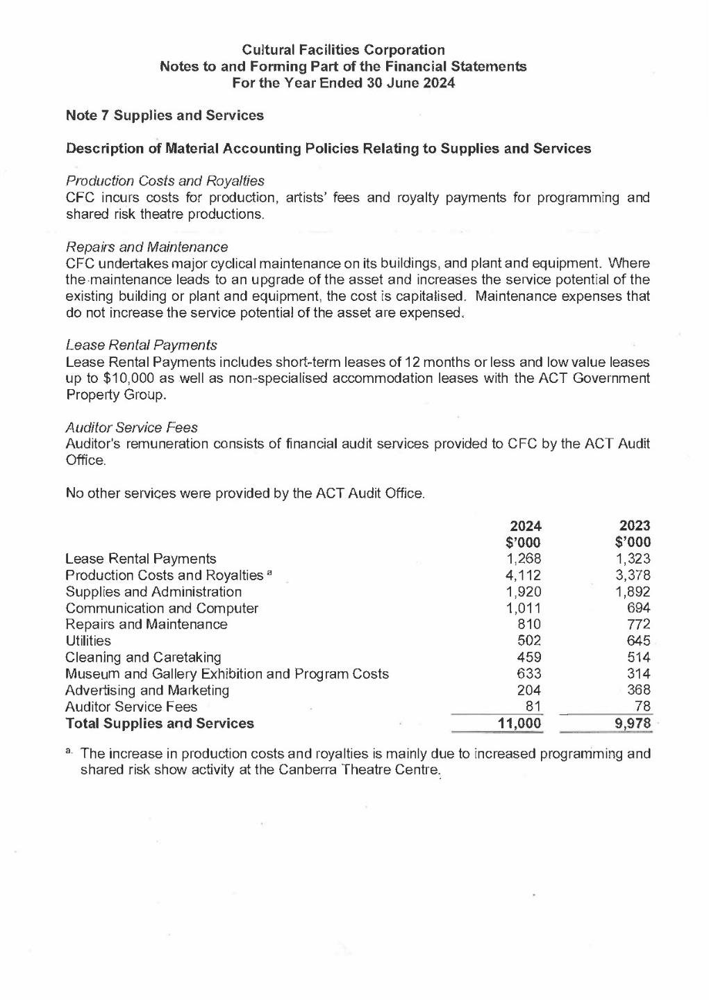 Cultural Facilities Corporation
Notes to and Forming Part of the Financial Statements
For the Year Ended 30 June 2024
Note 7 Supplies and Services
Description of Material Accounting Policies Relating to Supplies and Services
Production Costs and Royalties
CFC incurs costs for production, artists' fees and royalty payments for programming and
shared risk theatre productions.
Repairs and Maintenance
CFC undertakes major cyclical maintenance on its buildings, and plant and equipment. Where
the maintenance leads to an upgrade of the asset and increases the service potential of the
existing building or plant and equipment, the cost is capitalised. Maintenance expenses that
do not increase the service potential of the asset are expensed.
Lease Rental Payments
Lease Rental Payments includes short-term leases of 12 months or less and low value leases
up to $10,000 as well as non-specialised accommodation leases with the ACT Government
Property Group.
Auditor Service Fees
Auditor's remuneration consists of financial audit services provided to CFC by the ACT Audit
Office.
No other services were provided by the ACT Audit Office.
2024 2023
$'000 $'000
Lease Rental Payments 1,268 1,323
Production Costs and Royalties a 4,112 3,378
Supplies and Administration 1,920 1,892
Communication and Computer 1,011 694
Repairs and Maintenance 810 772
Utilities 502 645
Cleaning and Caretaking 459 514
Museum and Gallery Exhibition and Program Costs 633 314
Advertising and Marketing 204 368
Auditor Service Fees 81 78
Total Supplies and Services 11,000 9,978
a. The increase in production costs and royalties is mainly due to increased programming and
shared risk show activity at the Canberra Theatre Centre.